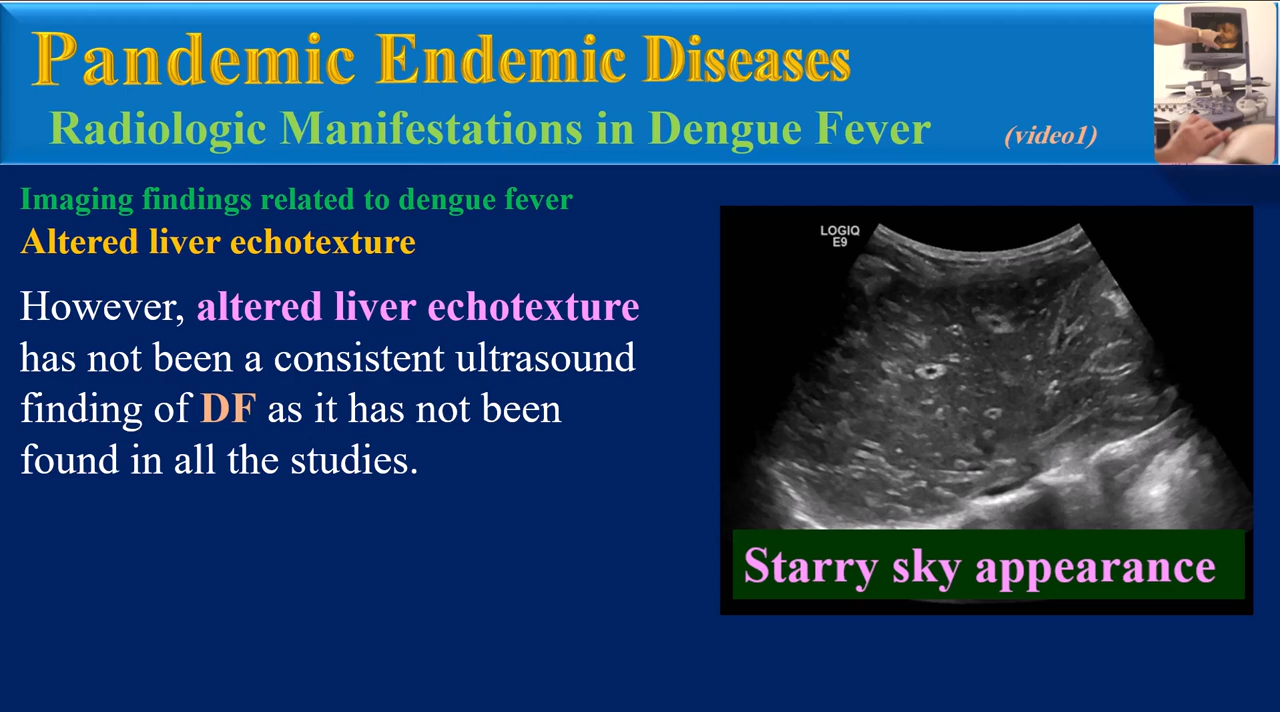 Pandemic Endemic Diseases
Radiologic Manifestations in Dengue Fever (video1)
Imaging findings related to dengue fever
Altered liver echotexture
However, altered liver echotexture
has not been a consistent ultrasound
finding of DF as it has not been
found in all the studies.
LOGIQ
E9
Starry sky appearance